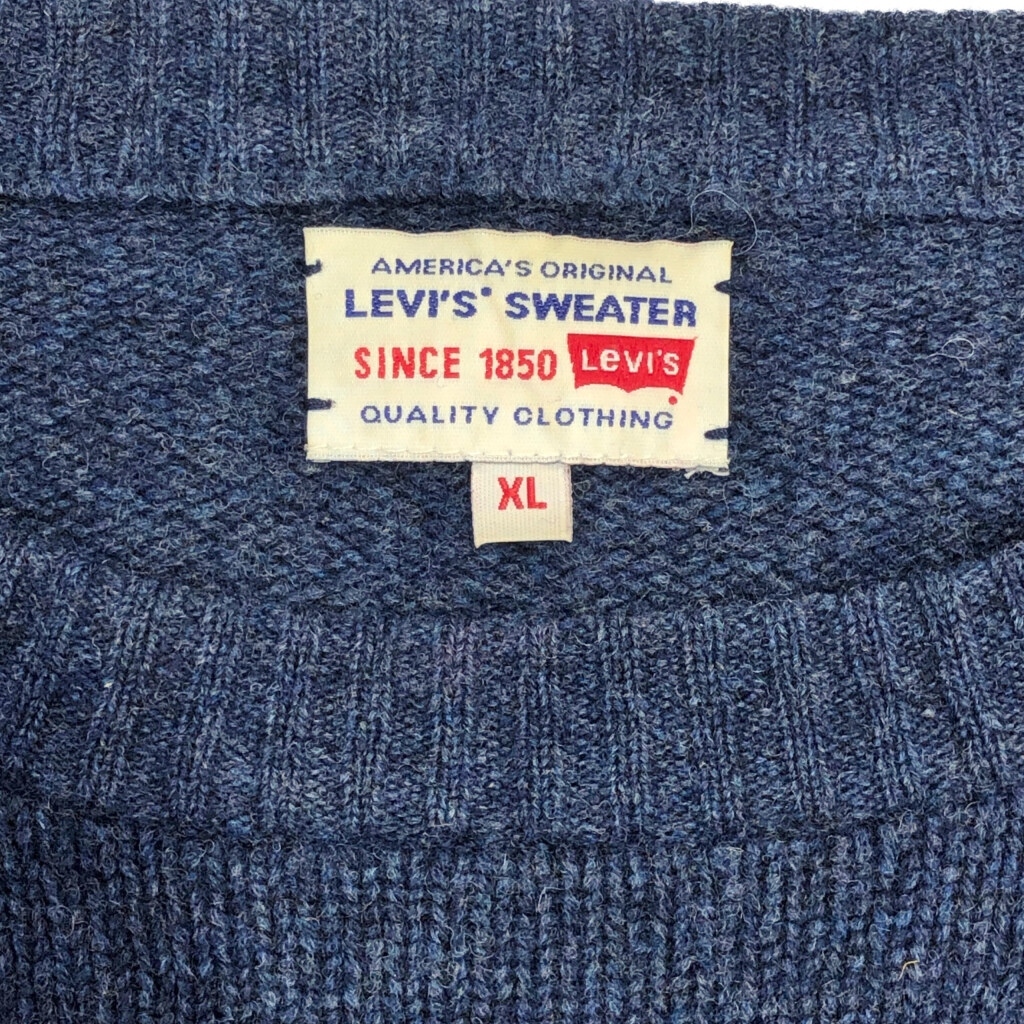 AMERICA'S ORIGINAL
LEVI'S® SWEATER
SINCE 1850 LeVI'S
QUALITY CLOTHING
XL